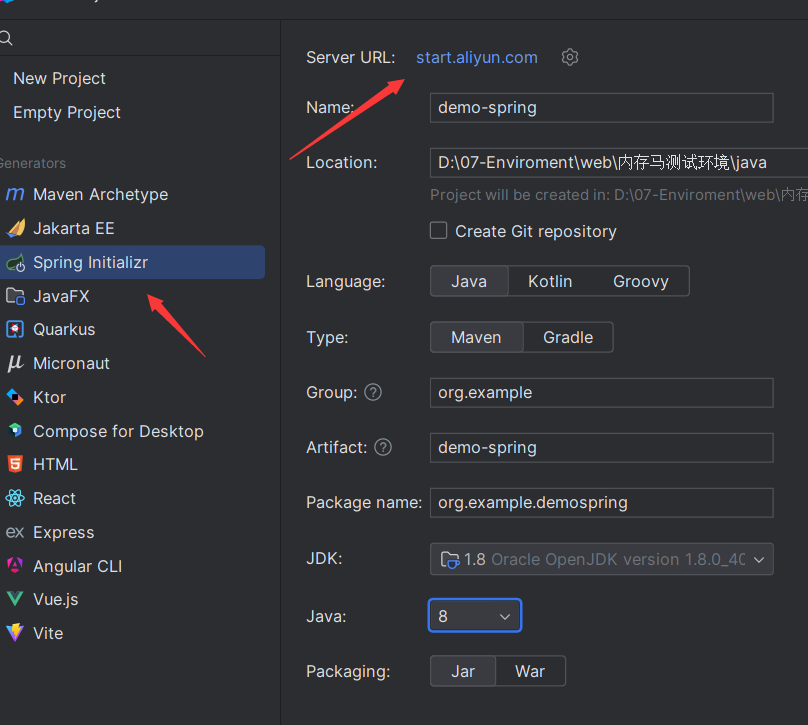 Server URL: start.aliyun.com
New Project
Name: demo-spring
Empty Project
Location: D:\07-Enviroment\web\内存马测试环境\java
Generators
Project will be created in: D:\07-Enviroment\web\内存
Maven Archetype
Jakarta EE
Create Git repository
Spring Initializr
Language: Java Kotlin Groovy
JavaFX
Quarkus
Type: Maven Gradle
Micronaut
Ktor
Group: ? org.example
Compose for Desktop
Artifact: ? demo-spring
HTML
React
Package name: org.example.demospring
Express
Angular CLI
JDK: 1.8 Oracle OpenJDK version 1.8.0_40
Vue.js
Java: 8
Vite
Packaging: Jar War